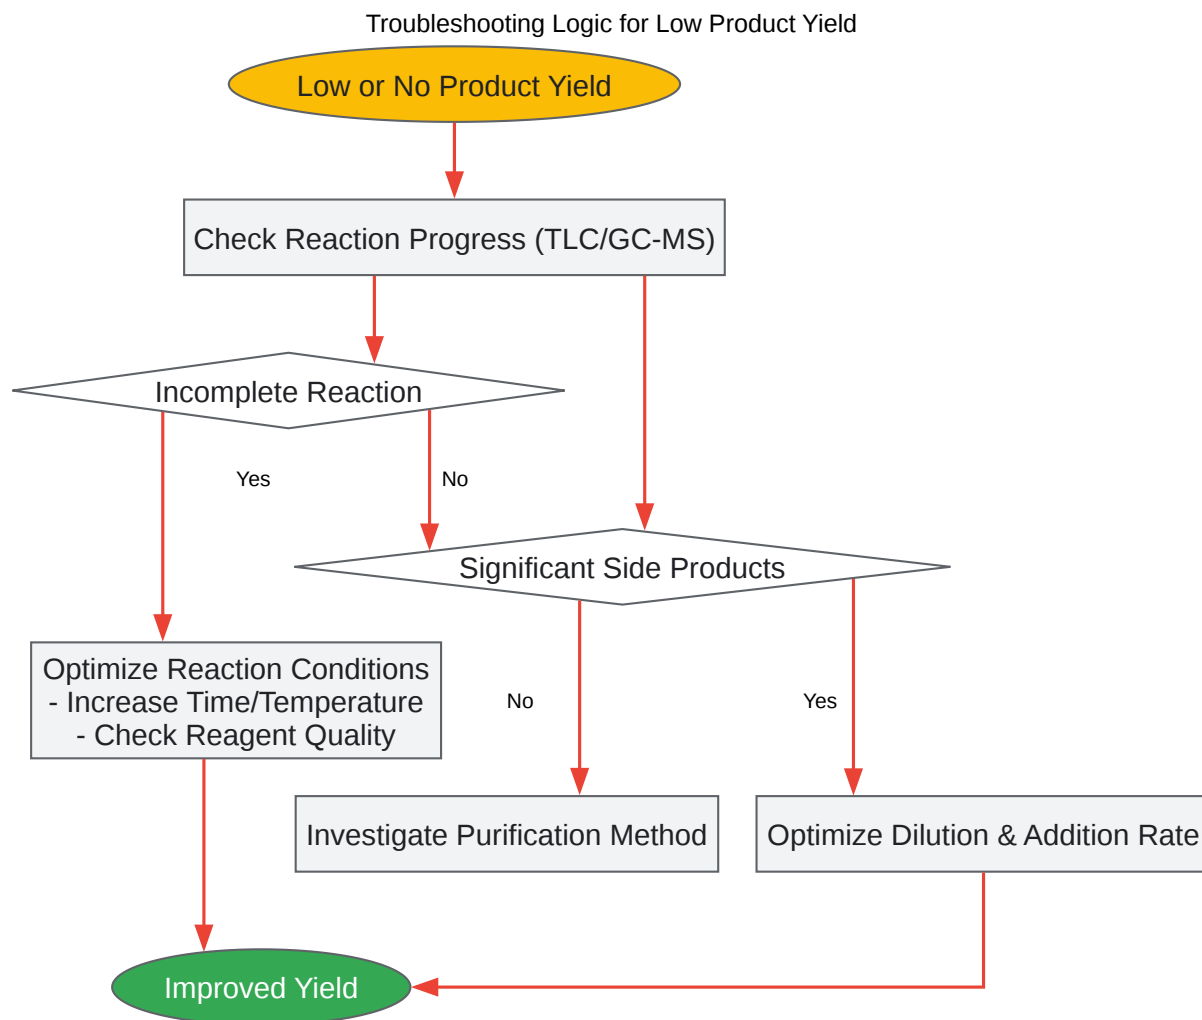 Troubleshooting Logic for Low Product Yield
Low or No Product Yield
Check Reaction Progress (TLC/GC-MS)
Incomplete Reaction
Yes
No
Significant Side Products
Optimize Reaction Conditions
- Increase Time/Temperature
- Check Reagent Quality
No
Yes
Investigate Purification Method
Optimize Dilution & Addition Rate
Improved Yield